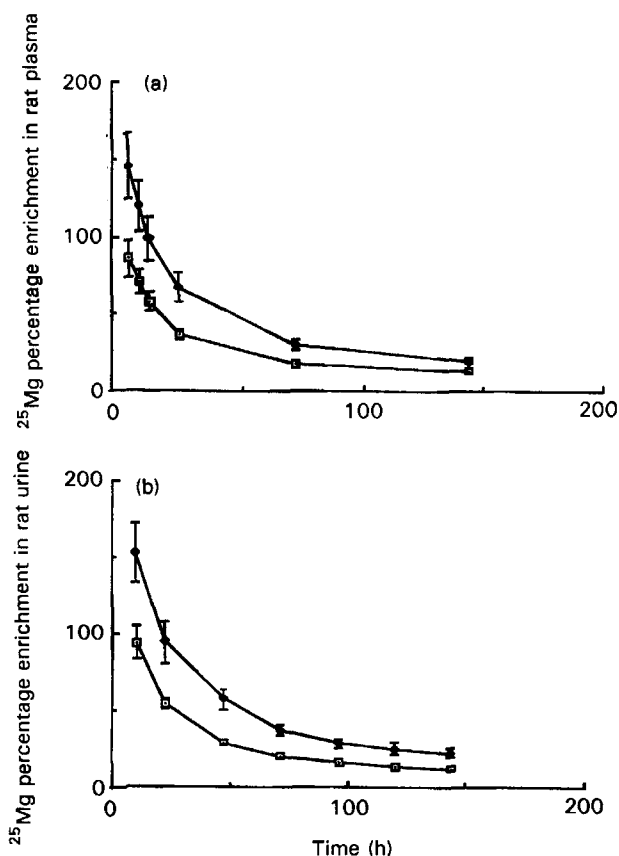 ²⁵Mg percentage enrichment in rat plasma
(a)
200
100
0
0 100 200
²⁵Mg percentage enrichment in rat urine
(b)
200
100
0
0 100 200
Time (h)